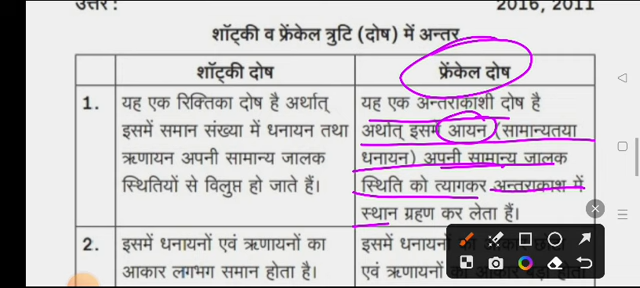 उत्तर : 2016, 2011
शॉट्की व फ्रेंकेल त्रुटि (दोष) में अन्तर
शॉट्की दोष फ्रेंकेल दोष
1. यह एक रिक्तिका दोष है अर्थात् यह एक अन्तराकाशी दोष है
इसमें समान संख्या में धनायन तथा अर्थात् इसमें आयन (सामान्यतया
ऋणायन अपनी सामान्य जालक धनायन) अपनी सामान्य जालक
स्थितियों से विलुप्त हो जाते हैं। स्थिति को त्यागकर अन्तराकाश में
स्थान ग्रहण कर लेता हैं।
2. इसमें धनायनों एवं ऋणायनों का इसमें धनायनों
आकार लगभग समान होता है। एवं ऋणायनों